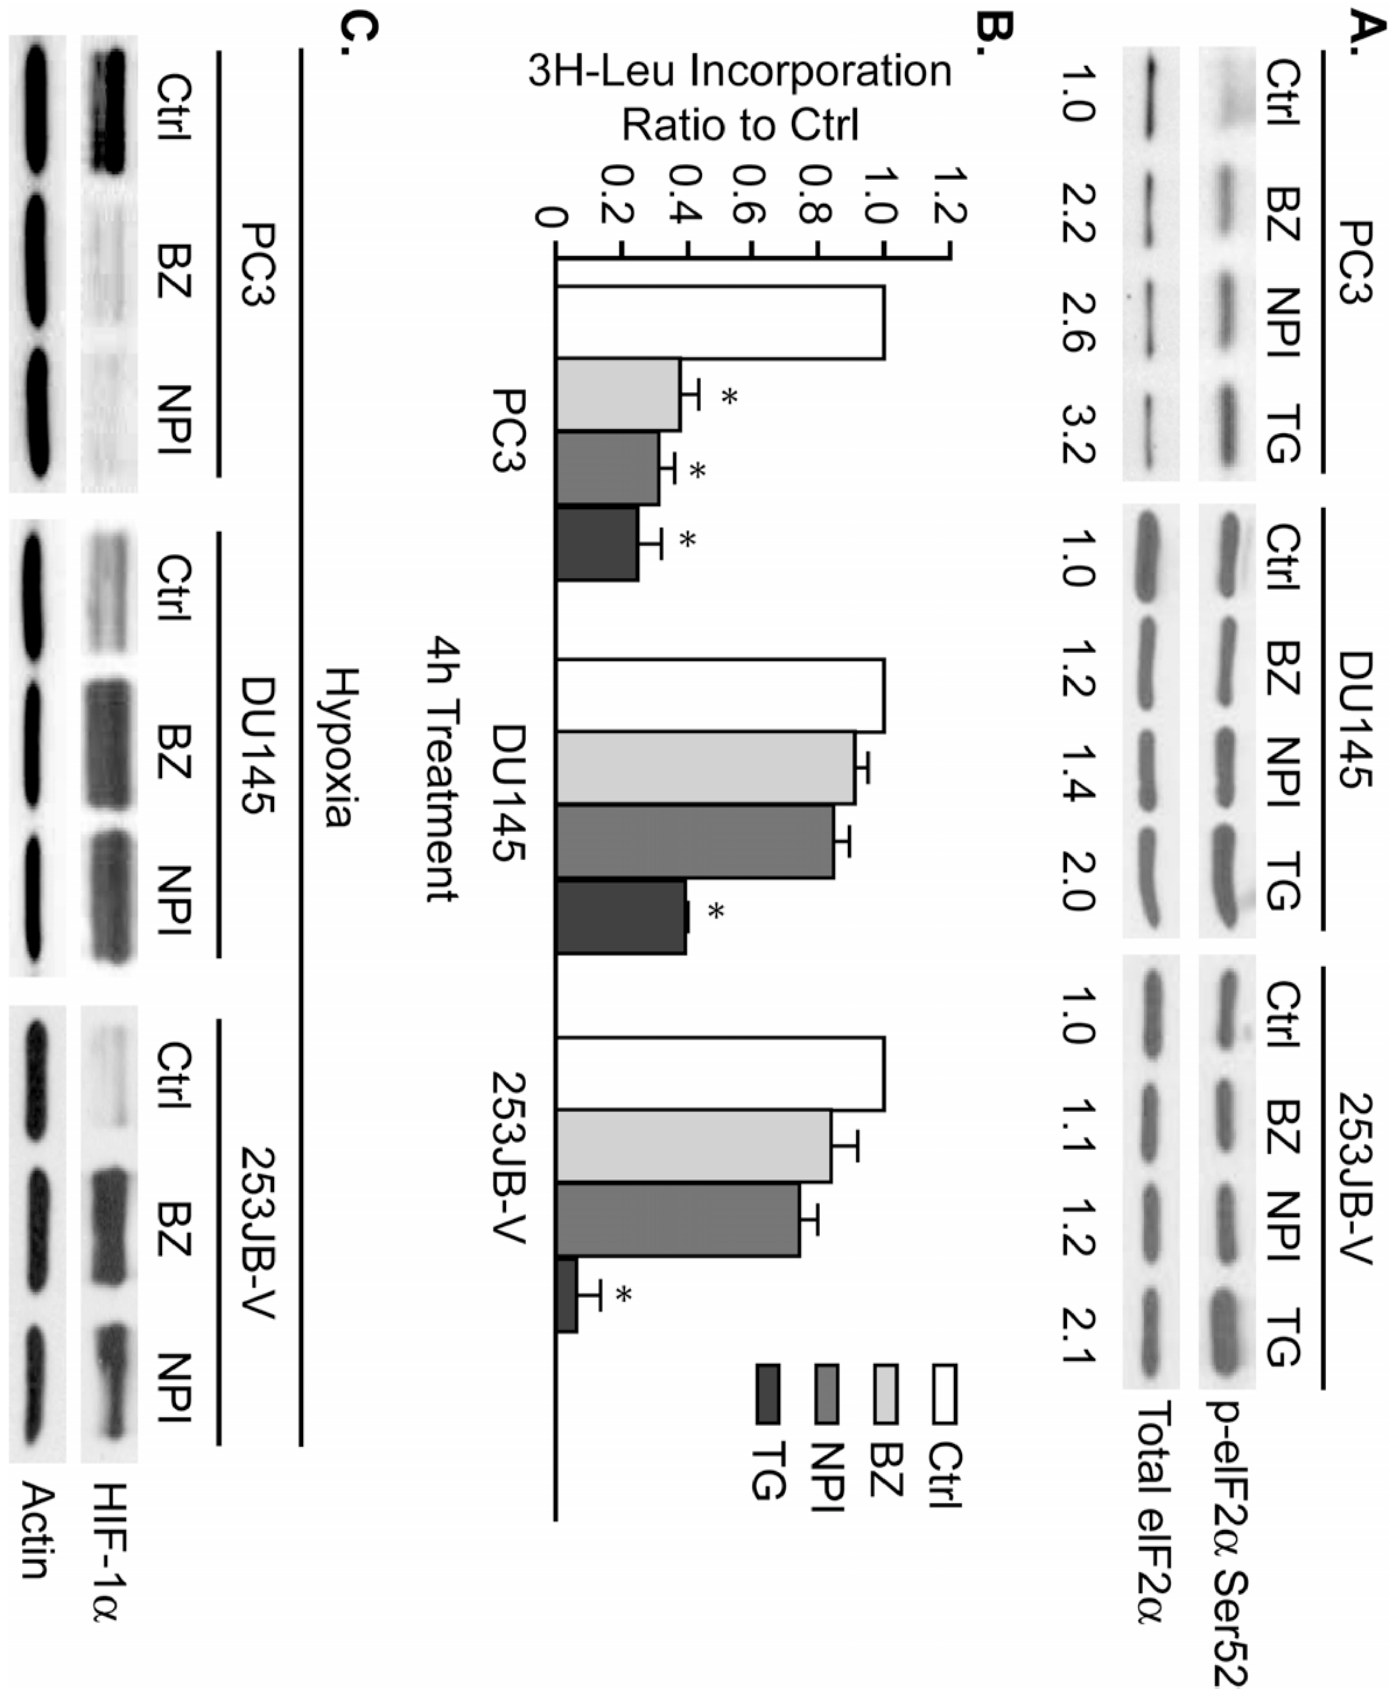 A.
PC3 DU145 253JB-V
Ctrl BZ NPI TG Ctrl BZ NPI TG Ctrl BZ NPI TG
p-eIF2α Ser52
Total eIF2α
1.0 2.2 2.6 3.2 1.0 1.2 1.4 2.0 1.0 1.1 1.2 2.1
B.
3H-Leu Incorporation
Ratio to Ctrl
1.2
1.0
0.8
0.6
0.4
0.2
0
* * * * *
Ctrl
BZ
NPI
TG
PC3 DU145 253JB-V
4h Treatment
C.
Hypoxia
PC3 DU145 253JB-V
Ctrl BZ NPI Ctrl BZ NPI Ctrl BZ NPI
HIF-1α
Actin